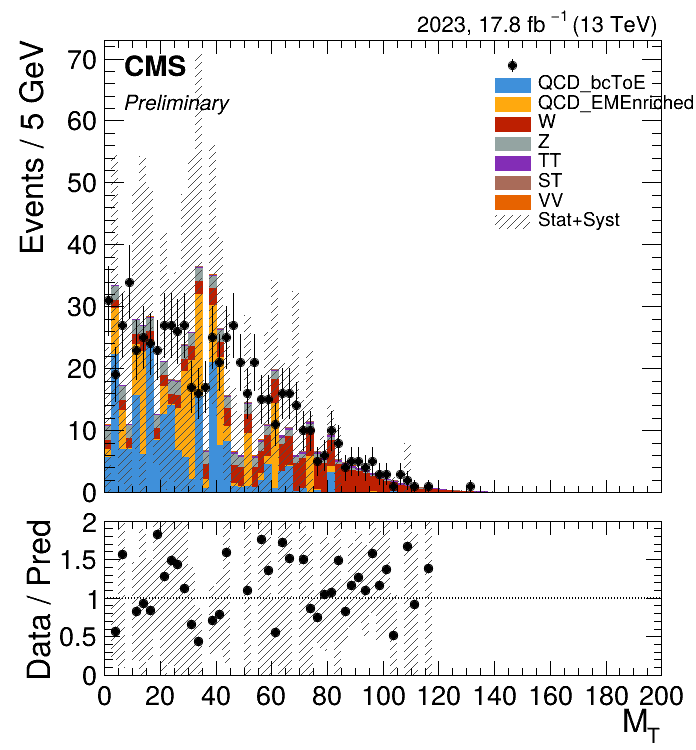 2023, 17.8 fb⁻¹ (13 TeV)
CMS
Preliminary
QCD_bcToE
QCD_EMEnriched
W
Z
TT
ST
VV
Stat+Syst
Events / 5 GeV
70
60
50
40
30
20
10
0
Data / Pred
2
1.5
1
0.5
0
0 20 40 60 80 100 120 140 160 180 200
M_T